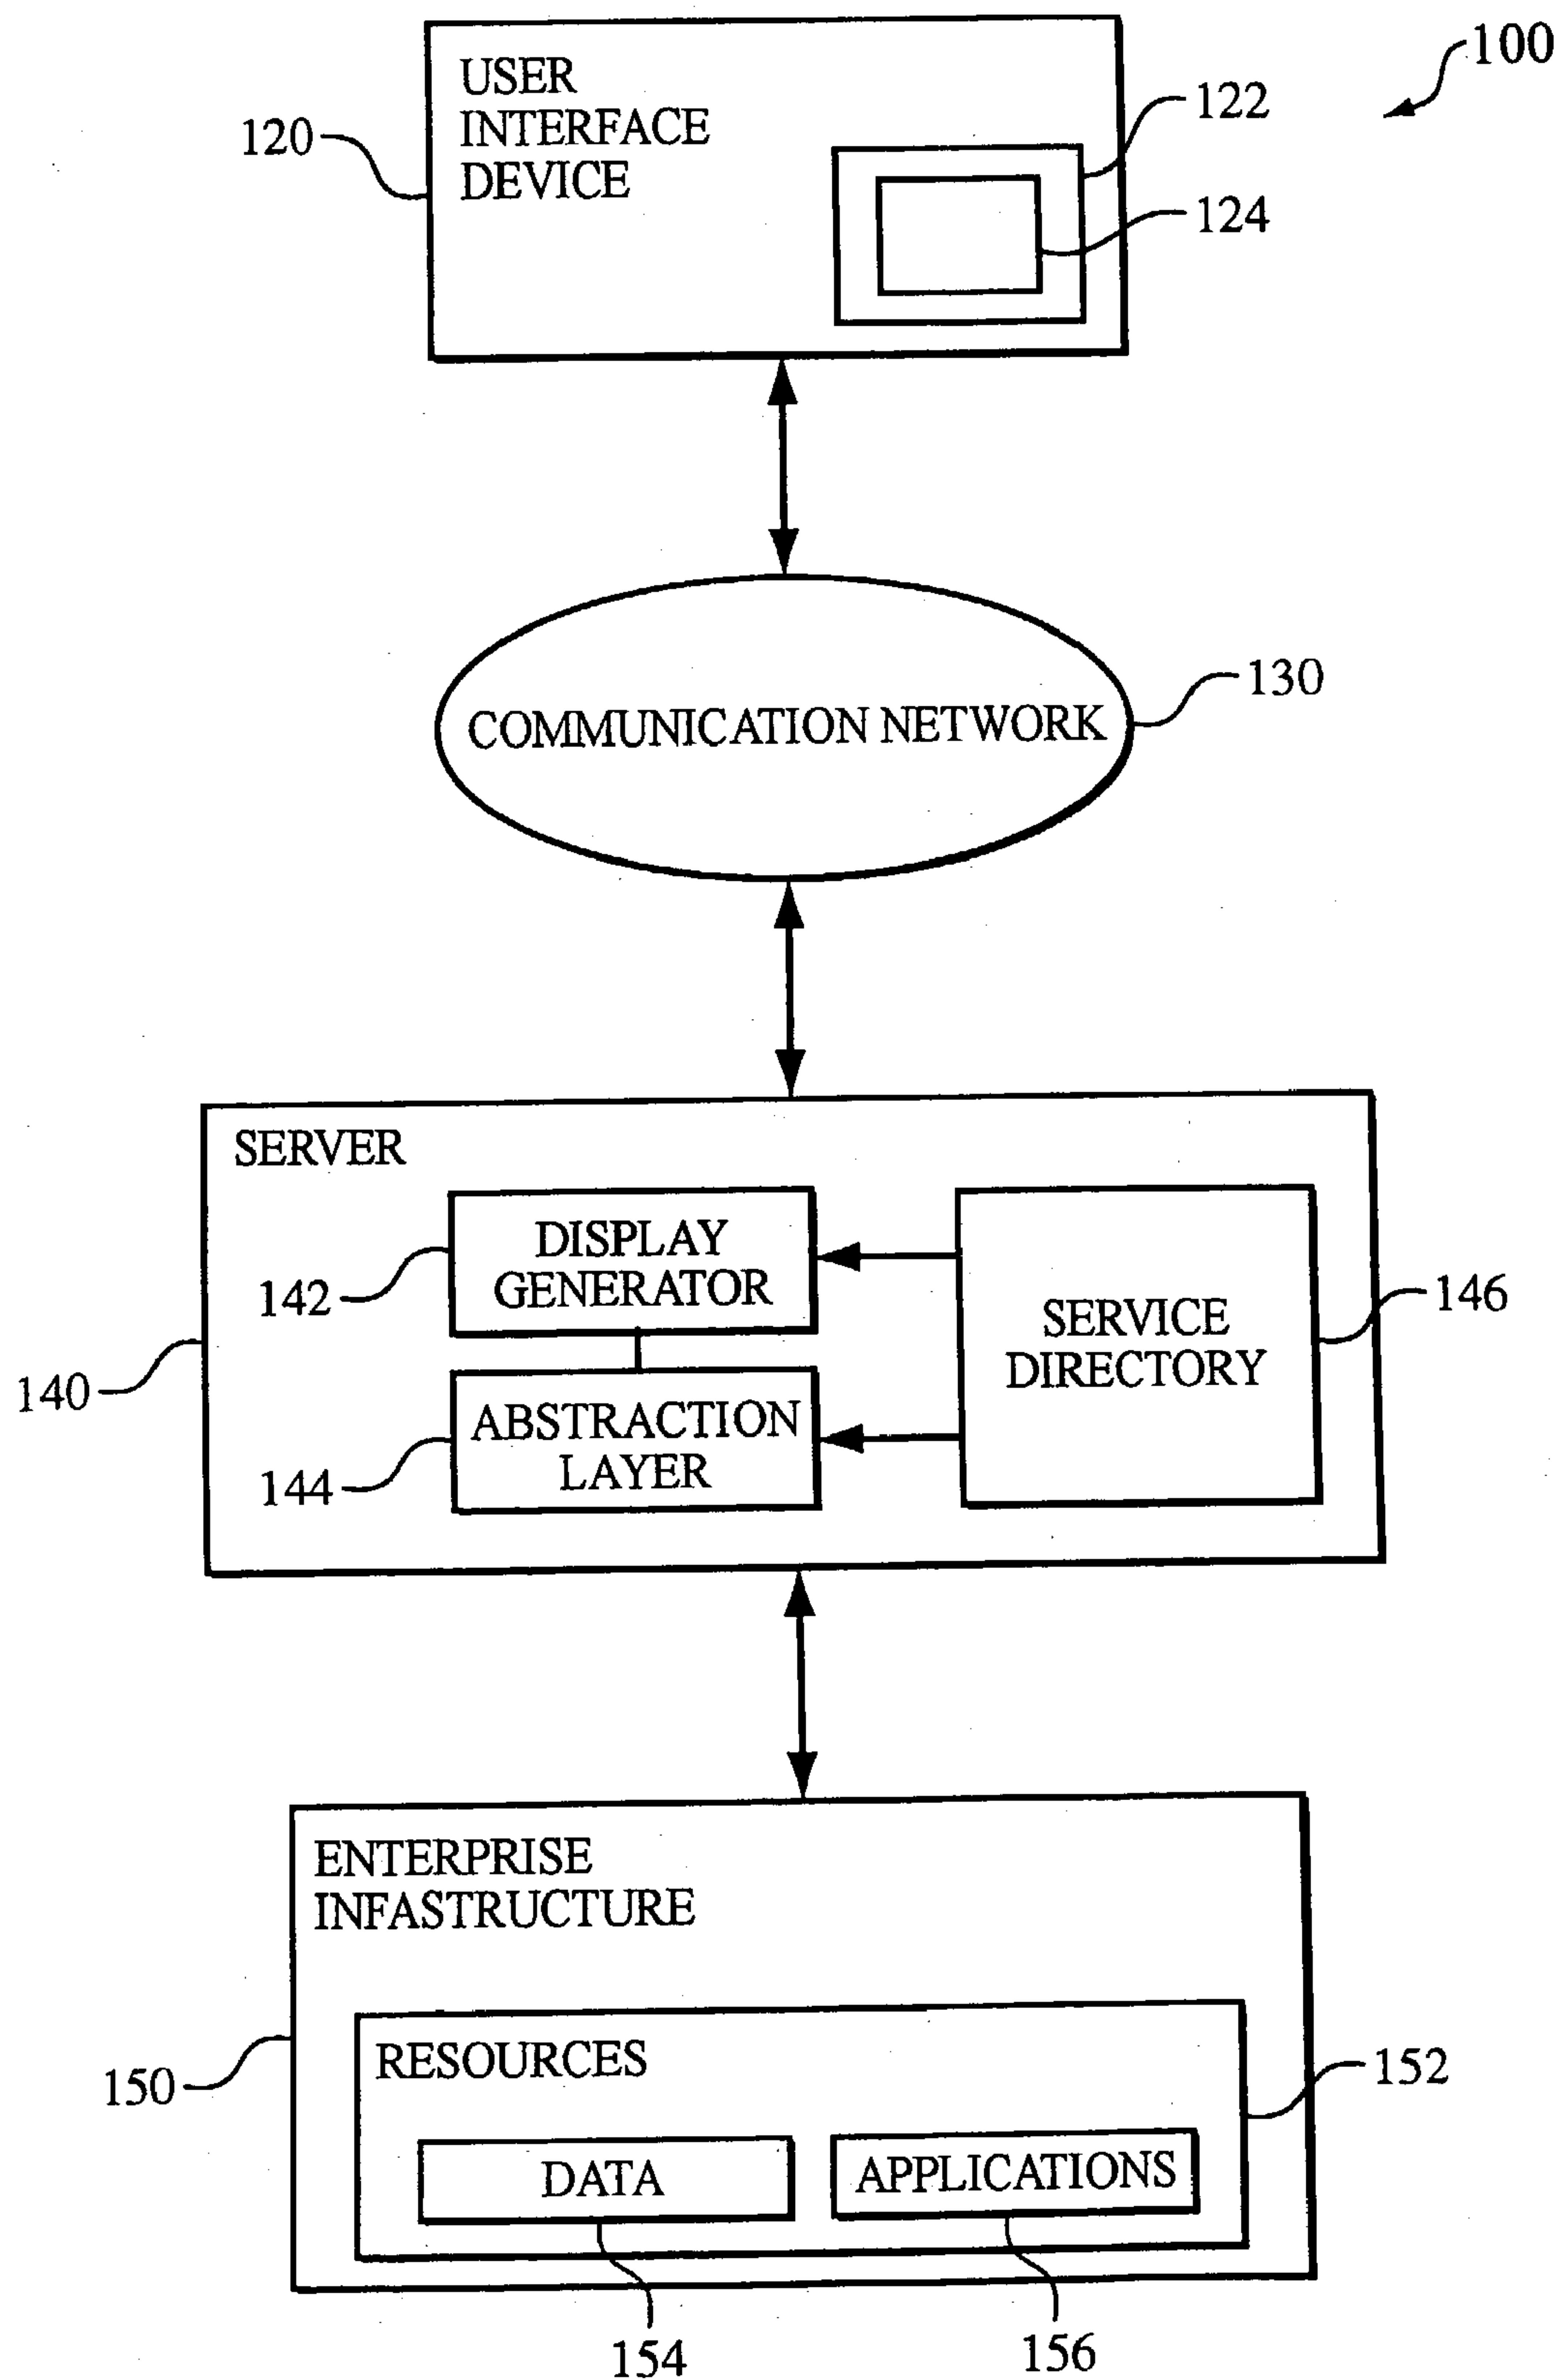 100
USER
INTERFACE
DEVICE
120
122
124
COMMUNICATION NETWORK
130
SERVER
DISPLAY
GENERATOR
142
SERVICE
DIRECTORY
146
140
ABSTRACTION
LAYER
144
ENTERPRISE
INFASTRUCTURE
150
RESOURCES
152
DATA
APPLICATIONS
154
156